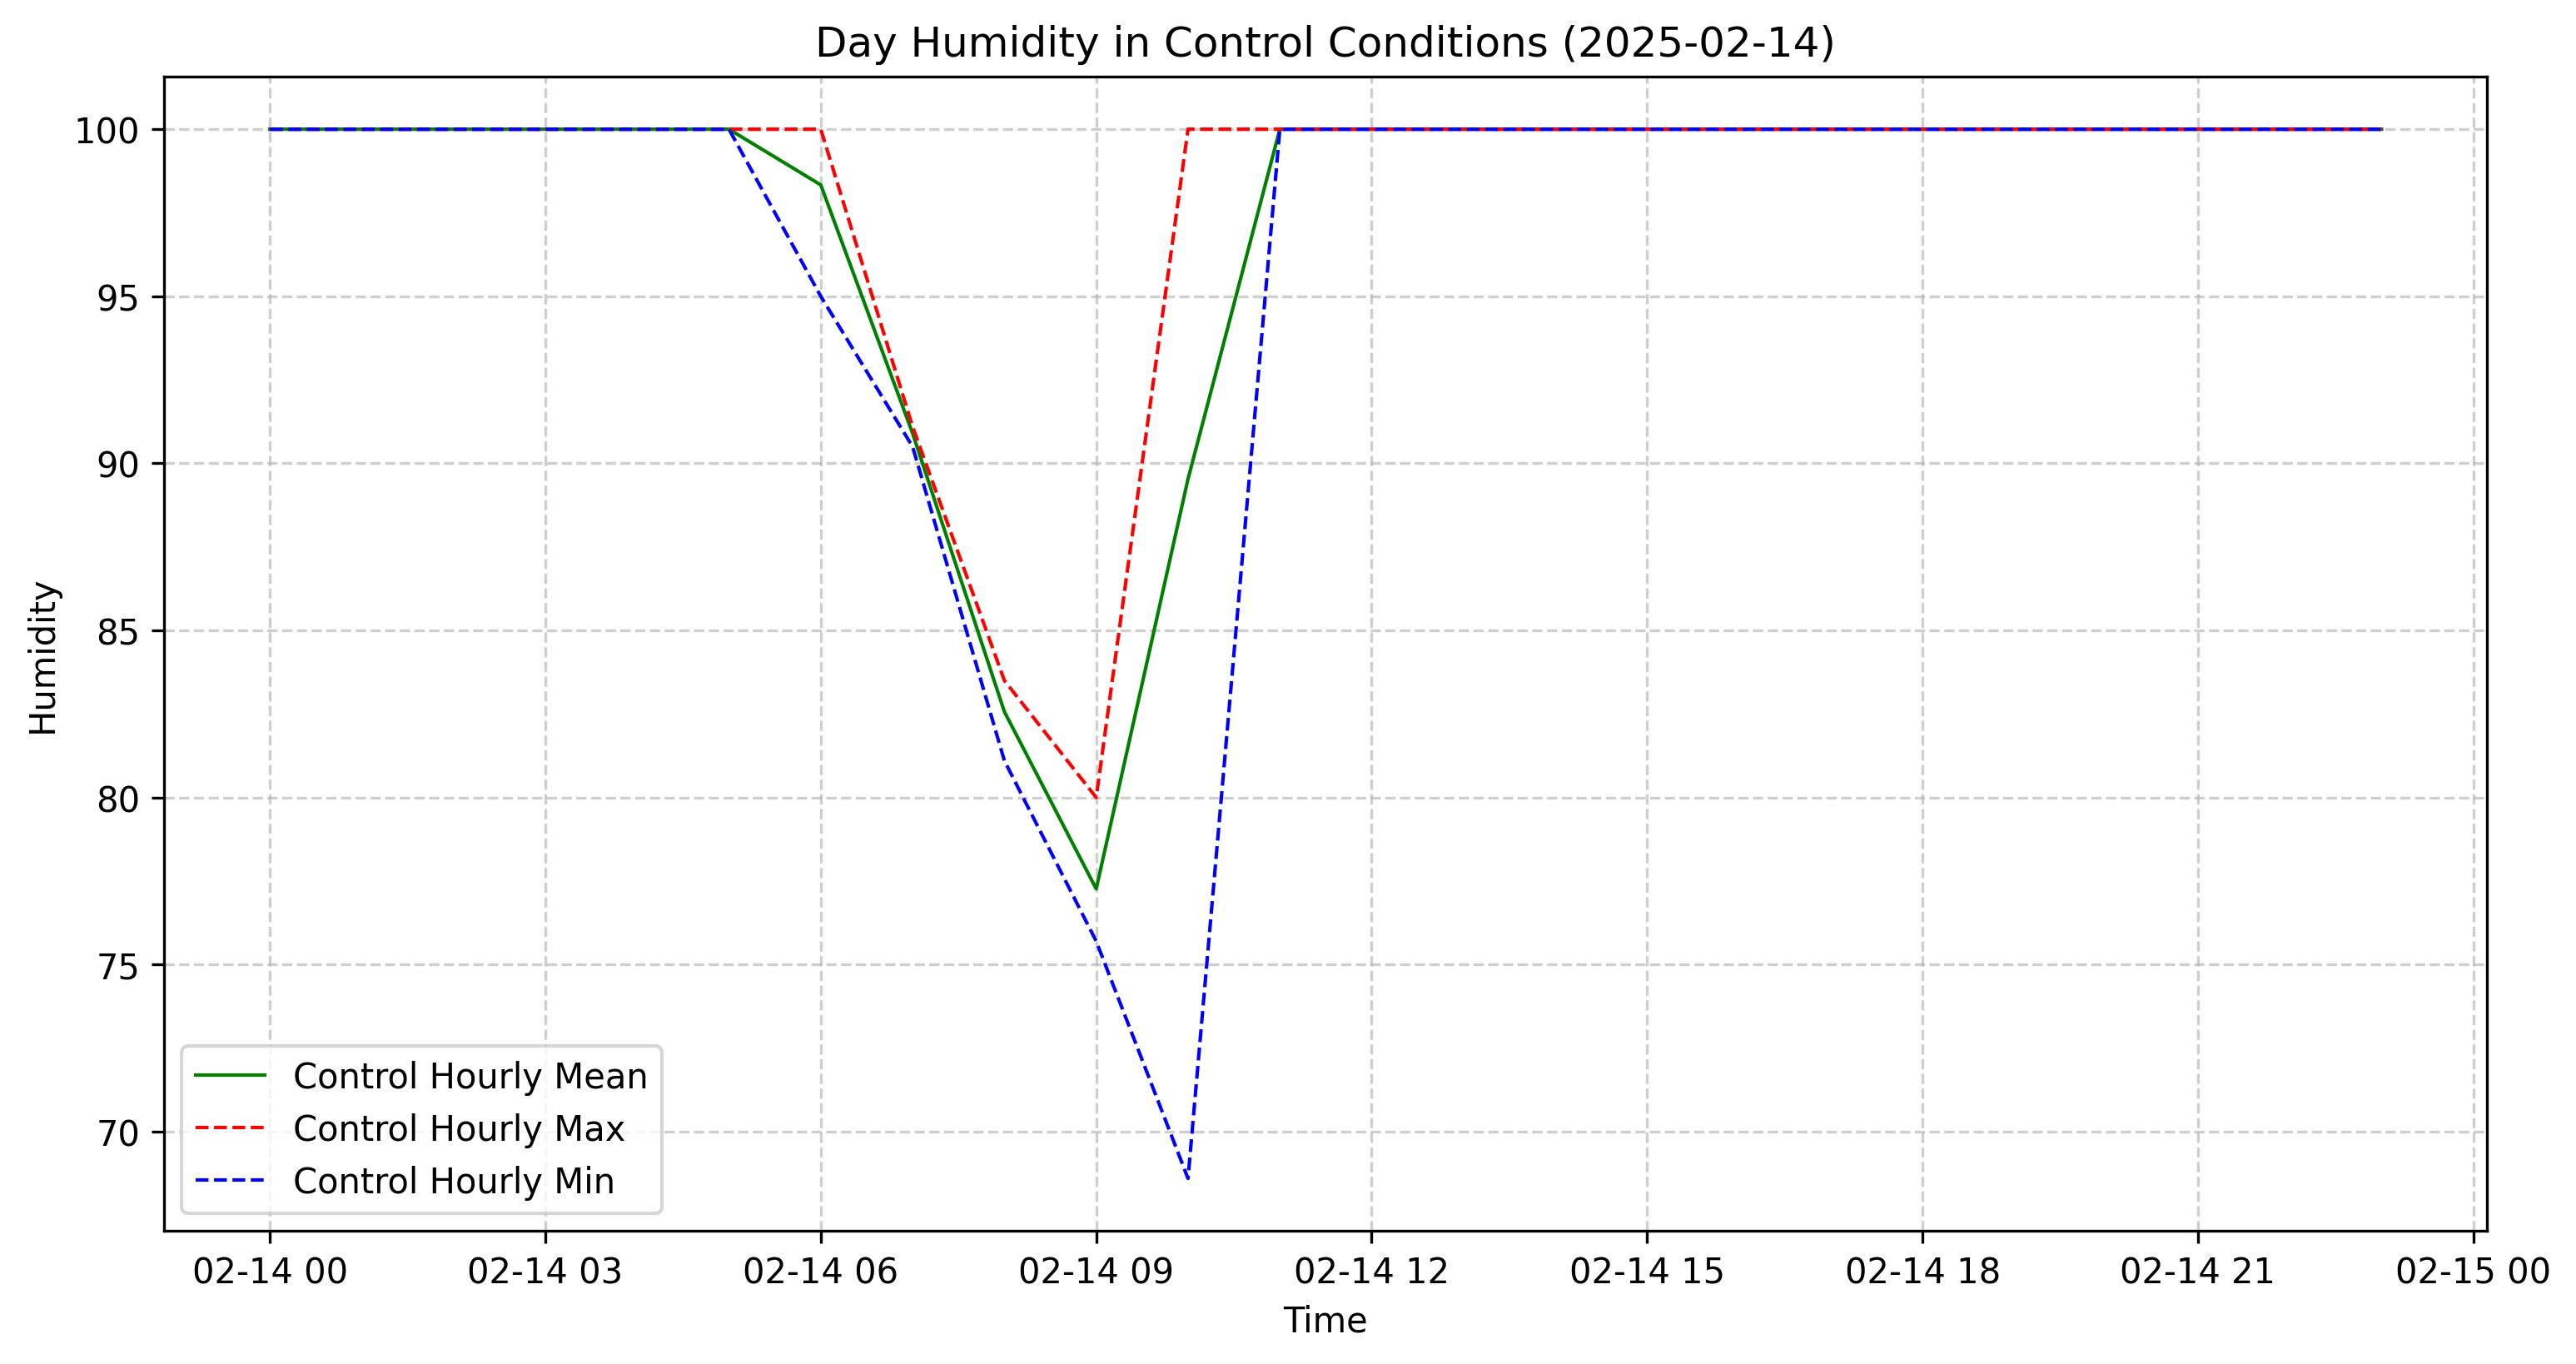 Day Humidity in Control Conditions (2025-02-14)
Humidity
100
95
90
85
80
75
70
Control Hourly Mean
Control Hourly Max
Control Hourly Min
02-14 00 02-14 03 02-14 06 02-14 09 02-14 12 02-14 15 02-14 18 02-14 21 02-15 00
Time